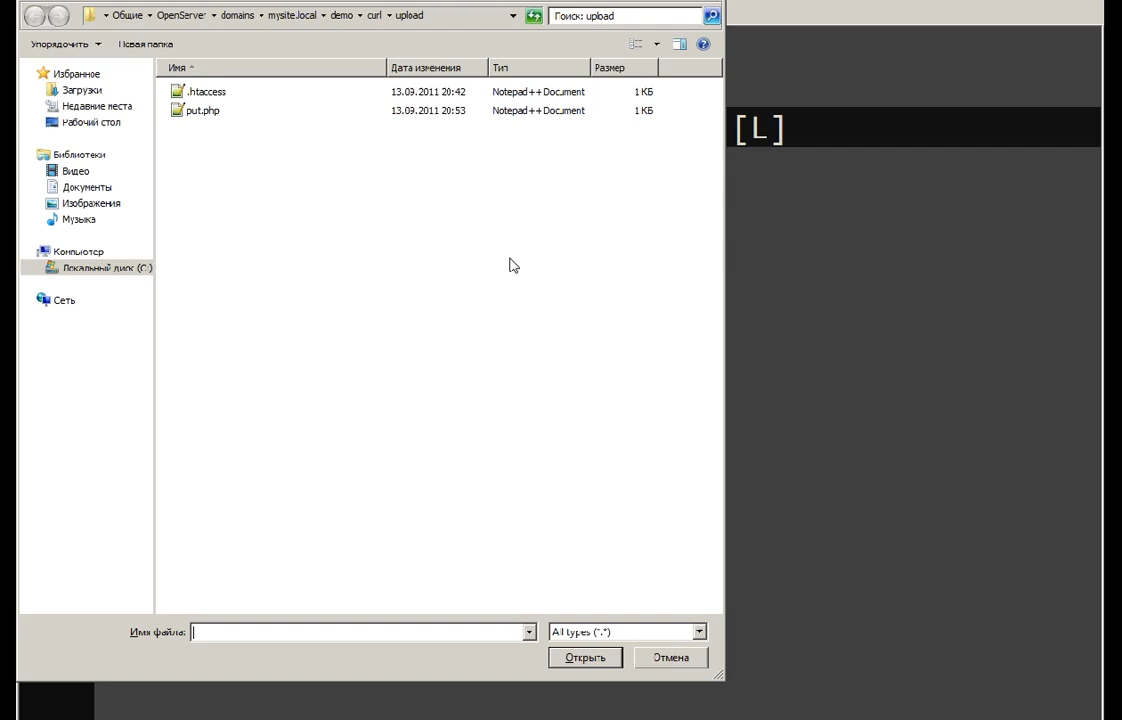 Общие OpenServer domains mysite.local demo curl upload Поиск: upload
Упорядочить Новая папка
Имя Дата изменения Тип Размер
.htaccess 13.09.2011 20:42 Notepad++ Document 1 КБ
put.php 13.09.2011 20:53 Notepad++ Document 1 КБ
Избранное
Загрузки
Недавние места
Рабочий стол
Библиотеки
Видео
Документы
Изображения
Музыка
Компьютер
Локальный диск (C:)
Сеть
[L]
Имя файла: All types (*.*)
Открыть Отмена